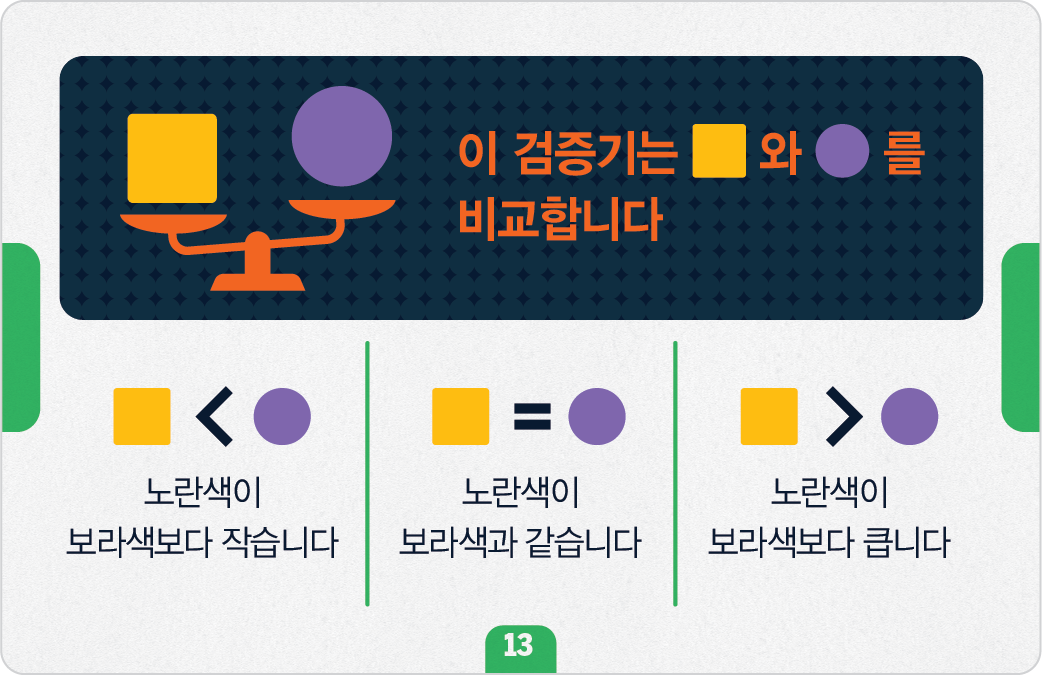 이 검증기는 와 를
비교합니다
< = >
노란색이
보라색보다 작습니다
노란색이
보라색과 같습니다
노란색이
보라색보다 큽니다
13